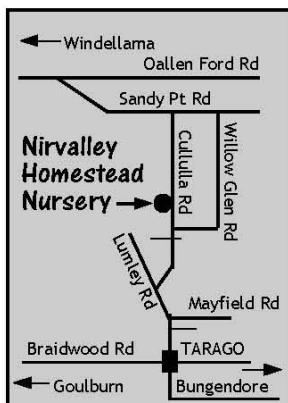 Windellama
Oallen Ford Rd
Sandy Pt Rd
Nirvalley
Homestead
Nursery
Cullulla Rd
Willow Glen Rd
Lumley Rd
Mayfield Rd
Braidwood Rd
TARAGO
Goulburn
Bungendore